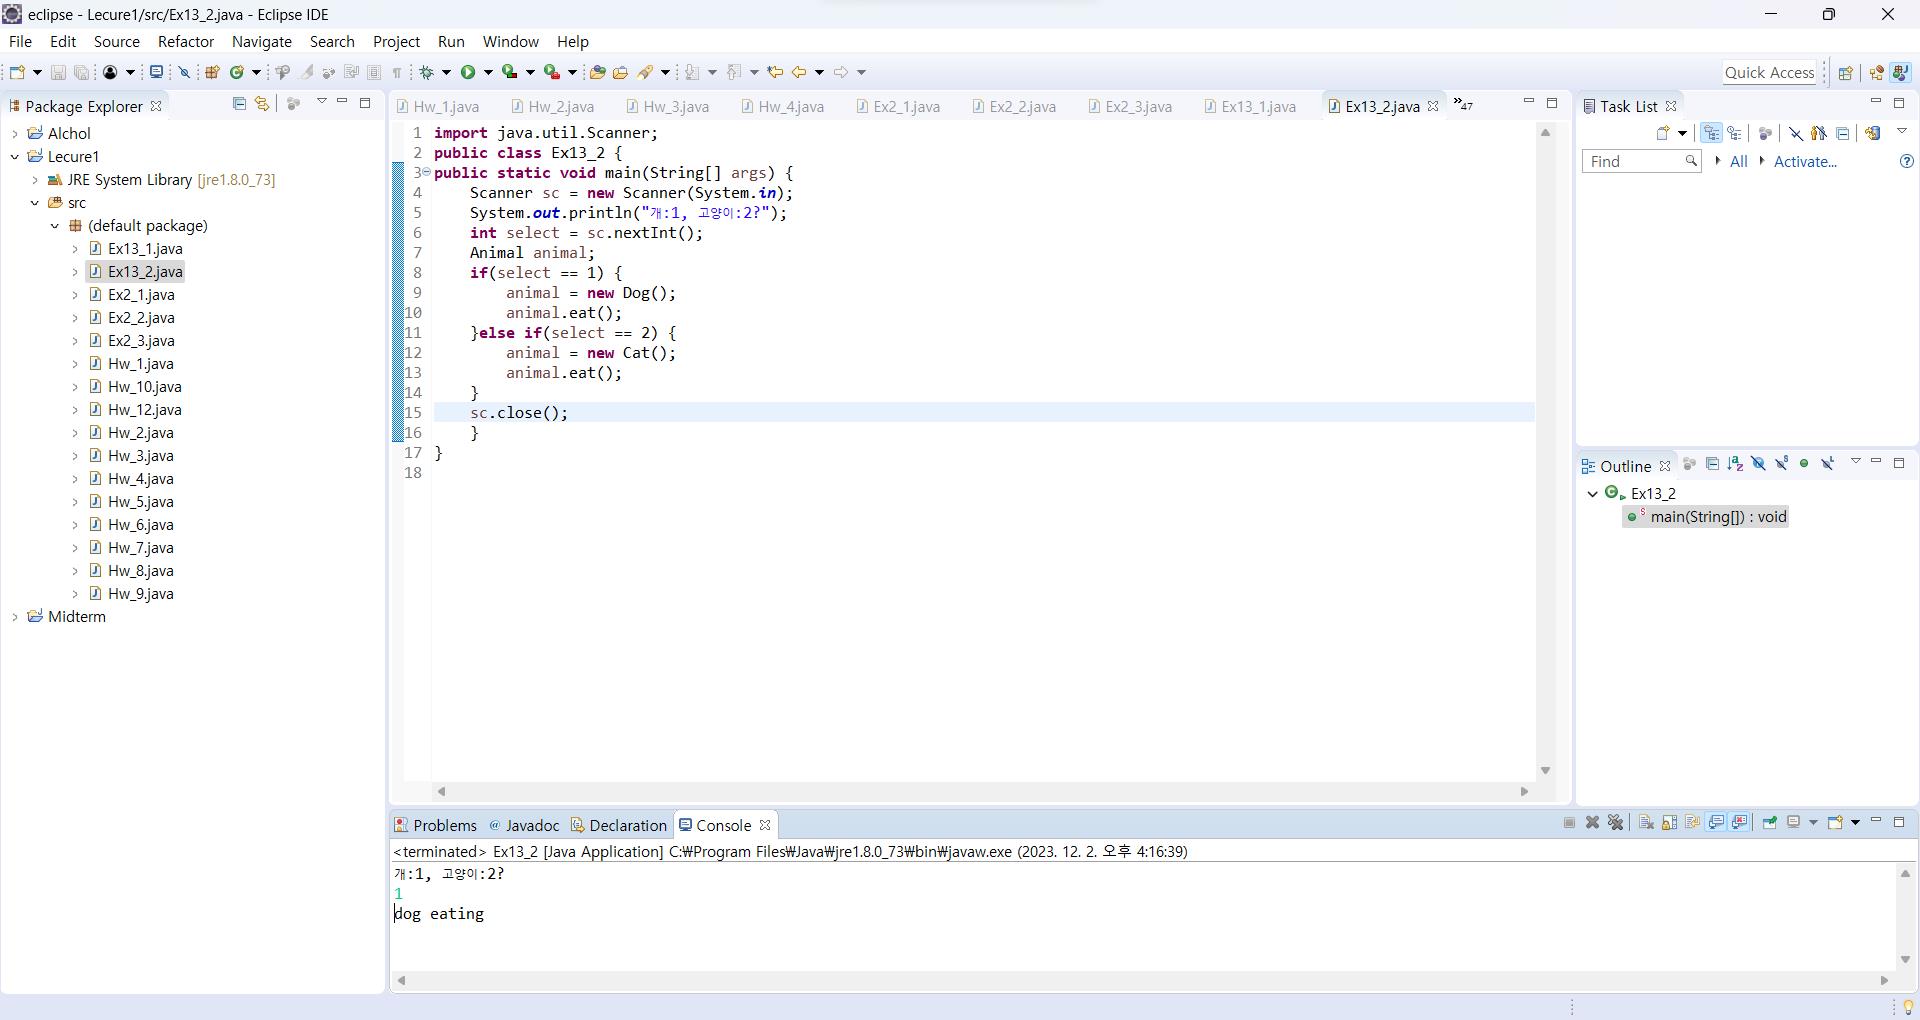 eclipse - Lecure1/src/Ex13_2.java - Eclipse IDE
File Edit Source Refactor Navigate Search Project Run Window Help
Quick Access
Package Explorer
Alchol
Lecure1
JRE System Library [jre1.8.0_73]
src
(default package)
Ex13_1.java
Ex13_2.java
Ex2_1.java
Ex2_2.java
Ex2_3.java
Hw_1.java
Hw_10.java
Hw_12.java
Hw_2.java
Hw_3.java
Hw_4.java
Hw_5.java
Hw_6.java
Hw_7.java
Hw_8.java
Hw_9.java
Midterm
Hw_1.java Hw_2.java Hw_3.java Hw_4.java Ex2_1.java Ex2_2.java Ex2_3.java Ex13_1.java Ex13_2.java »47
1 import java.util.Scanner;
2 public class Ex13_2 {
3 public static void main(String[] args) {
4 Scanner sc = new Scanner(System.in);
5 System.out.println("개:1, 고양이:2?");
6 int select = sc.nextInt();
7 Animal animal;
8 if(select == 1) {
9 animal = new Dog();
10 animal.eat();
11 }else if(select == 2) {
12 animal = new Cat();
13 animal.eat();
14 }
15 sc.close();
16 }
17 }
18
Task List
Find All Activate...
Outline
Ex13_2
main(String[]) : void
Problems Javadoc Declaration Console
<terminated> Ex13_2 [Java Application] C:₩Program Files₩Java₩jre1.8.0_73₩bin₩javaw.exe (2023. 12. 2. 오후 4:16:39)
개:1, 고양이:2?
1
dog eating